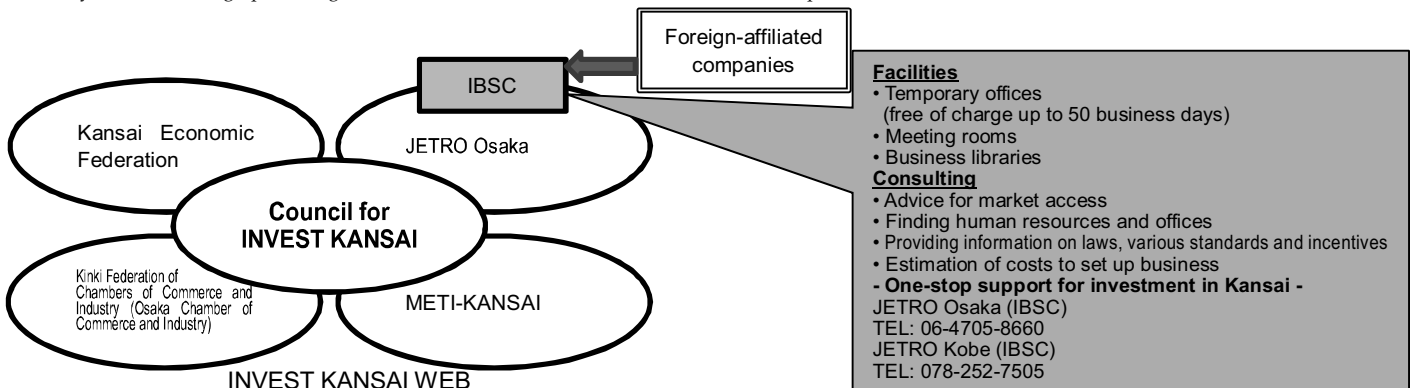 Foreign-affiliated
companies
IBSC
Kansai Economic
Federation
JETRO Osaka
Council for
INVEST KANSAI
Kinki Federation of
Chambers of Commerce and
Industry (Osaka Chamber of
Commerce and Industry)
METI-KANSAI
INVEST KANSAI WEB
Facilities
• Temporary offices
(free of charge up to 50 business days)
• Meeting rooms
• Business libraries
Consulting
• Advice for market access
• Finding human resources and offices
• Providing information on laws, various standards and incentives
• Estimation of costs to set up business
- One-stop support for investment in Kansai -
JETRO Osaka (IBSC)
TEL: 06-4705-8660
JETRO Kobe (IBSC)
TEL: 078-252-7505